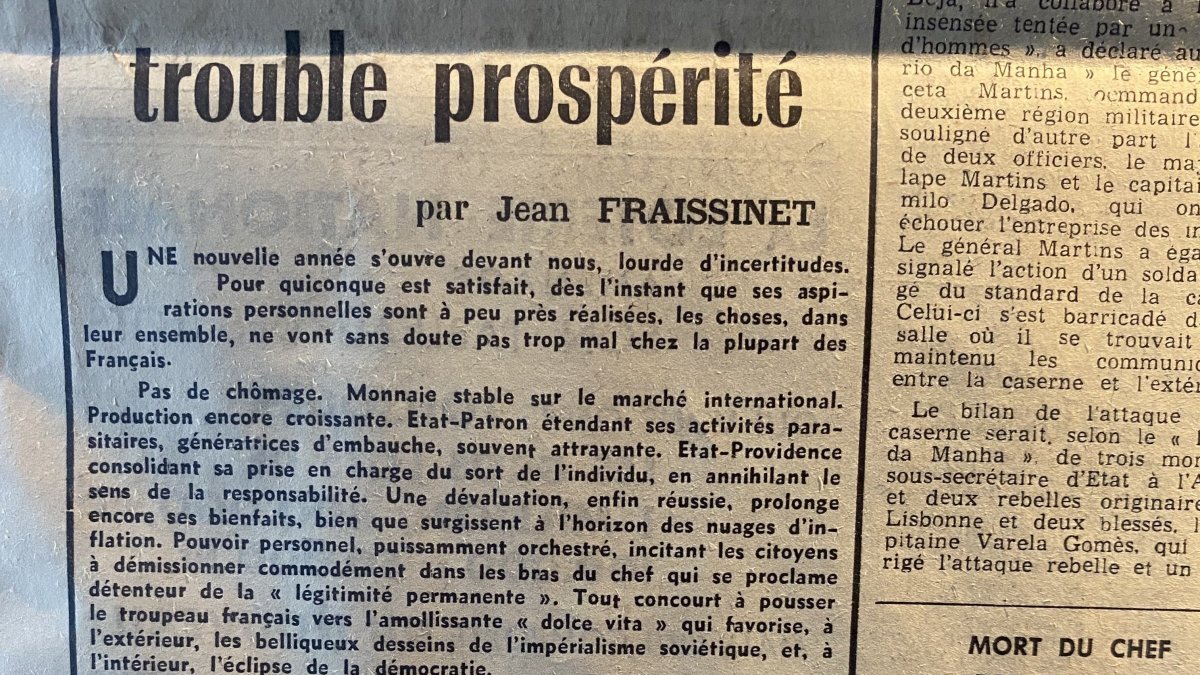 trouble prospérité
par Jean FRAISSINET
UNE nouvelle année s'ouvre devant nous, lourde d'incertitudes.
Pour quiconque est satisfait, dès l'instant que ses aspi-
rations personnelles sont à peu près réalisées, les choses, dans
leur ensemble, ne vont sans doute pas trop mal chez la plupart des
Français.
Pas de chômage. Monnaie stable sur le marché international.
Production encore croissante. Etat-Patron étendant ses activités para-
sitaires, génératrices d'embauche, souvent attrayante. Etat-Providence
consolidant sa prise en charge du sort de l'individu, en annihilant le
sens de la responsabilité. Une dévaluation, enfin réussie, prolonge
encore ses bienfaits, bien que surgissent à l'horizon des nuages d'in-
flation. Pouvoir personnel, puissamment orchestré, incitant les citoyens
à démissionner commodément dans les bras du chef qui se proclame
détenteur de la « légitimité permanente ». Tout concourt à pousser
le troupeau français vers l'amollissante « dolce vita » qui favorise, à
l'extérieur, les belliqueux desseins de l'impérialisme soviétique, et, à
l'intérieur, l'éclipse de la démocratie.
Déjà, n'a collaboré à l
insensée tentée par un
d'hommes », a déclaré au
rio da Manha » le géné
ceta Martins, ommand
deuxième région militaire
souligné d'autre part l'
de deux officiers, le ma
lape Martins et le capitai
milo Delgado, qui on
échouer l'entreprise des in
Le général Martins a éga
signalé l'action d'un solda
gé du standard de la ca
Celui-ci s'est barricadé d
salle où il se trouvait
maintenu les communic
entre la caserne et l'exté
Le bilan de l'attaque
caserne serait, selon le «
da Manha », de trois mor
sous-secrétaire d'Etat à l'A
et deux rebelles originaire
Lisbonne et deux blessés, l
pitaine Varela Gomès, qui
rigé l'attaque rebelle et un
MORT DU CHEF